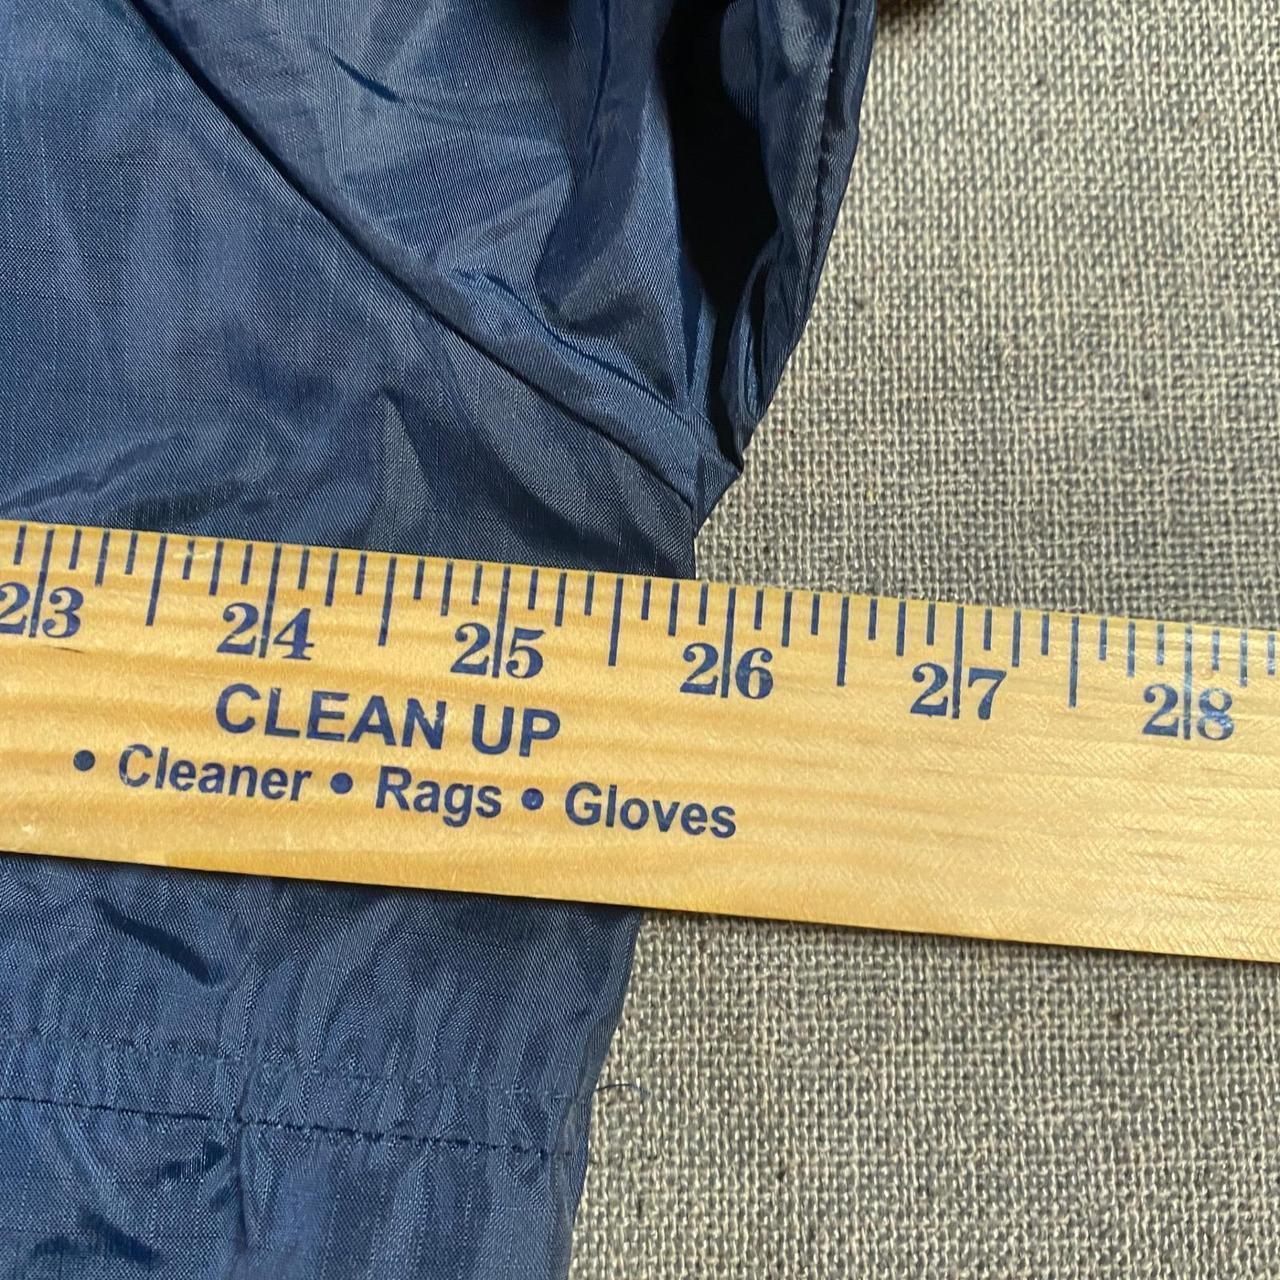 23 24 25 26 27 28
CLEAN UP
• Cleaner • Rags • Gloves